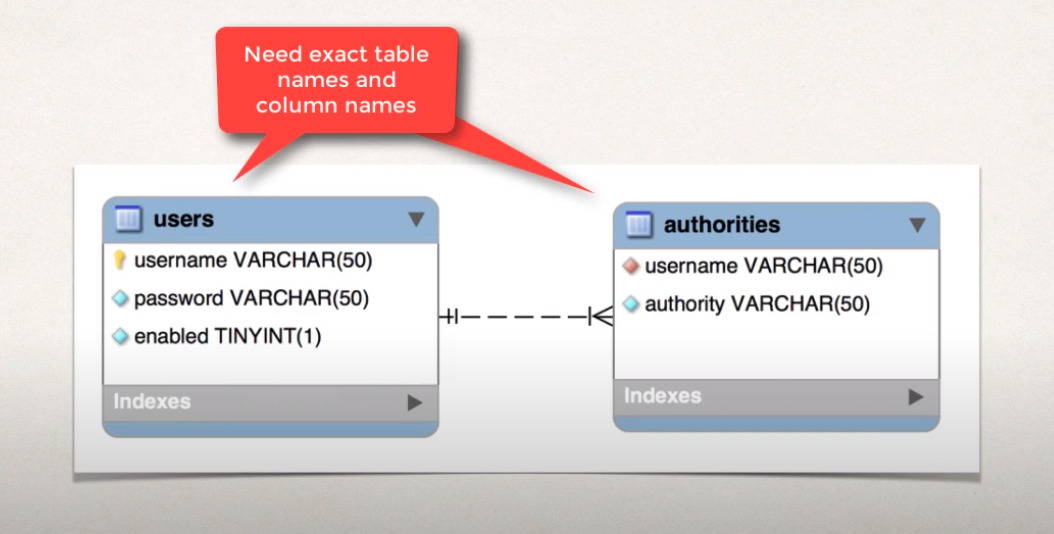 Need exact table
names and
column names
users
username VARCHAR(50)
password VARCHAR(50)
enabled TINYINT(1)
Indexes
authorities
username VARCHAR(50)
authority VARCHAR(50)
Indexes